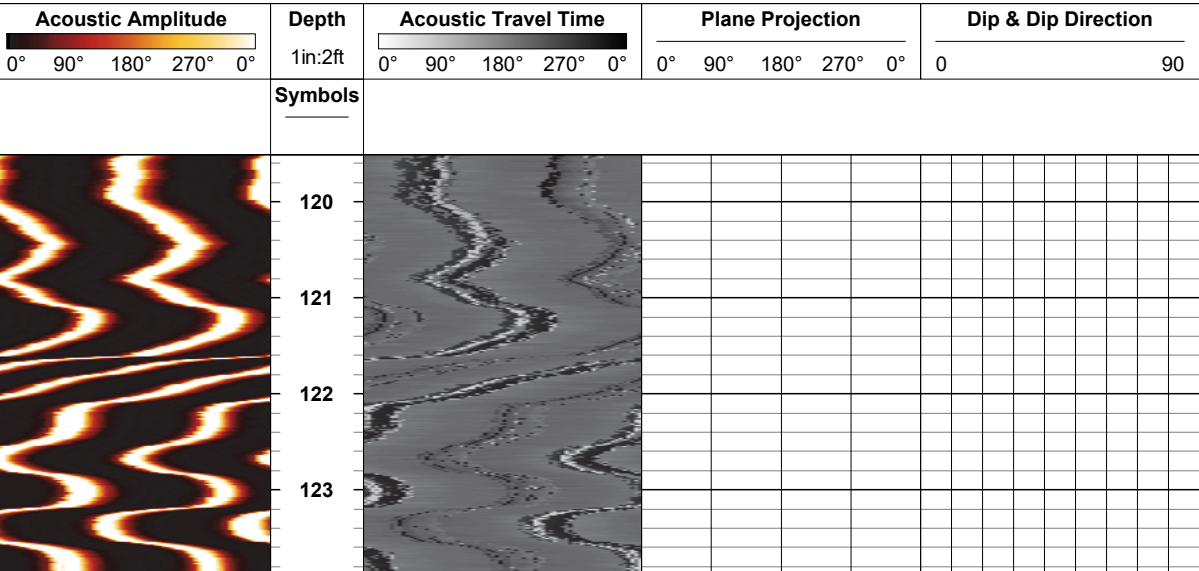 Acoustic Amplitude Depth Acoustic Travel Time Plane Projection Dip & Dip Direction
1in:2ft
0° 90° 180° 270° 0° 0° 90° 180° 270° 0° 0° 90° 180° 270° 0° 0 90
Symbols
120
121
122
123